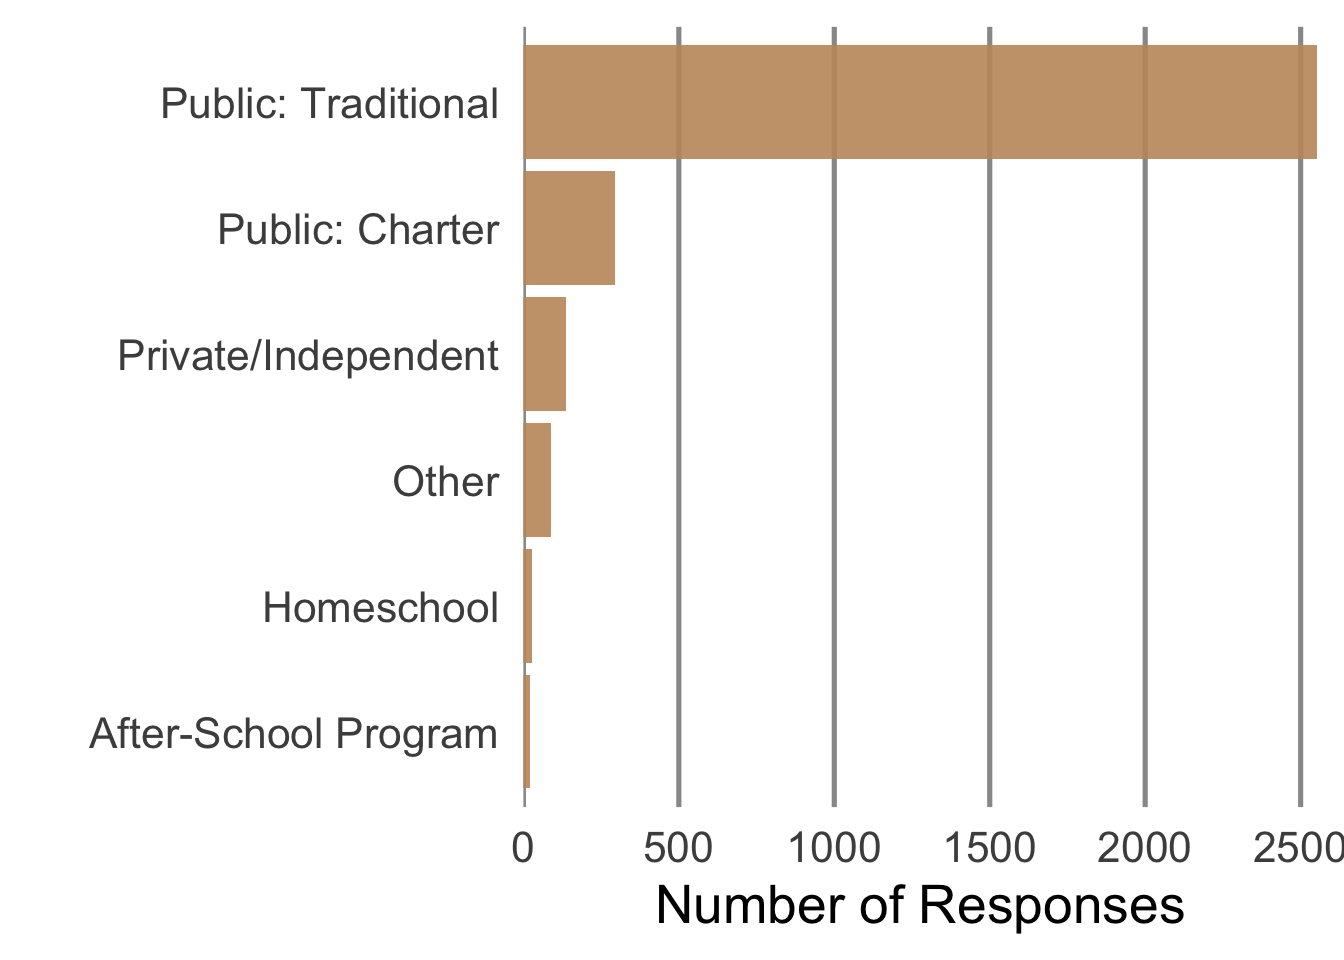 Public: Traditional
Public: Charter
Private/Independent
Other
Homeschool
After-School Program
0 500 1000 1500 2000 2500
Number of Responses